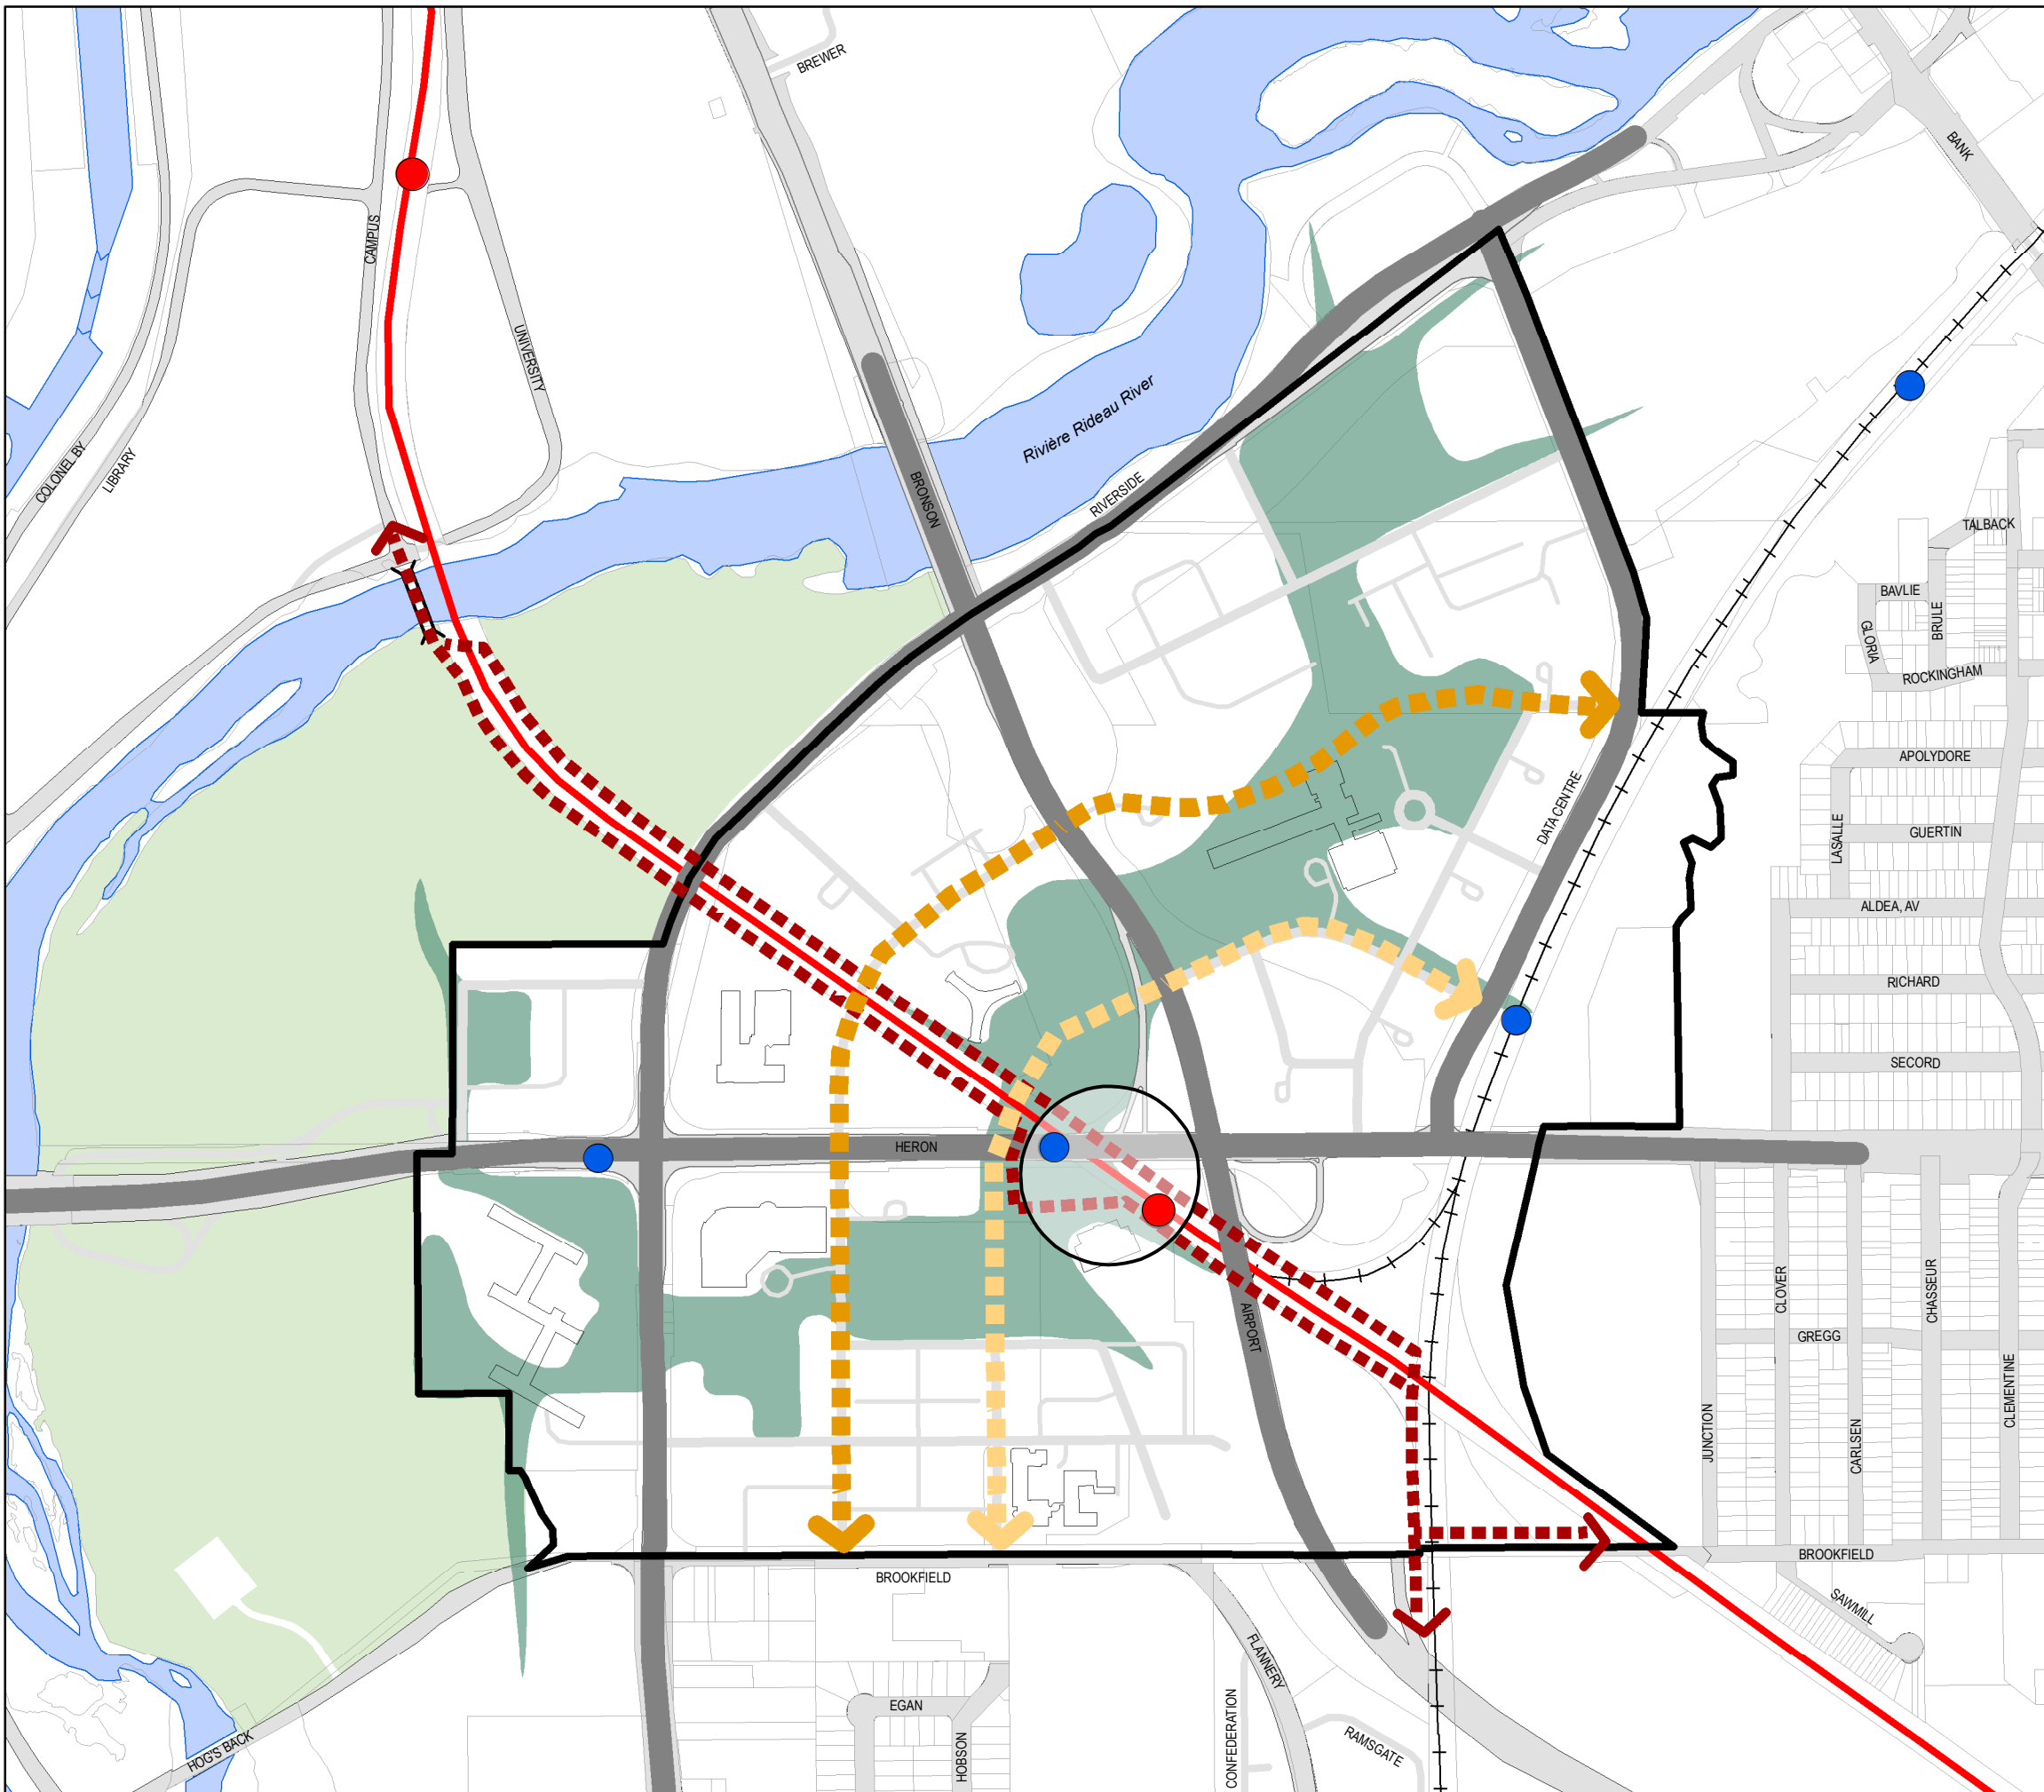 BREWER
BANK
CAMPUS
UNIVERSITY
Rivière Rideau River
COLONEL BY
LIBRARY
BRONSON
RIVERSIDE
TALBACK
BAVLIE
BRULE
GLORIA
ROCKINGHAM
APOLYDORE
DATA CENTRE
LASALLE
GUERTIN
ALDEA, AV
RICHARD
SECORD
HERON
CLOVER
CHASSEUR
AIRPORT
GREGG
CLEMENTINE
JUNCTION
CARLSEN
BROOKFIELD
BROOKFIELD
SAWMILL
FLANNERY
EGAN
CONFEDERATION
HOBSON
RAMSGATE
HOG'S BACK